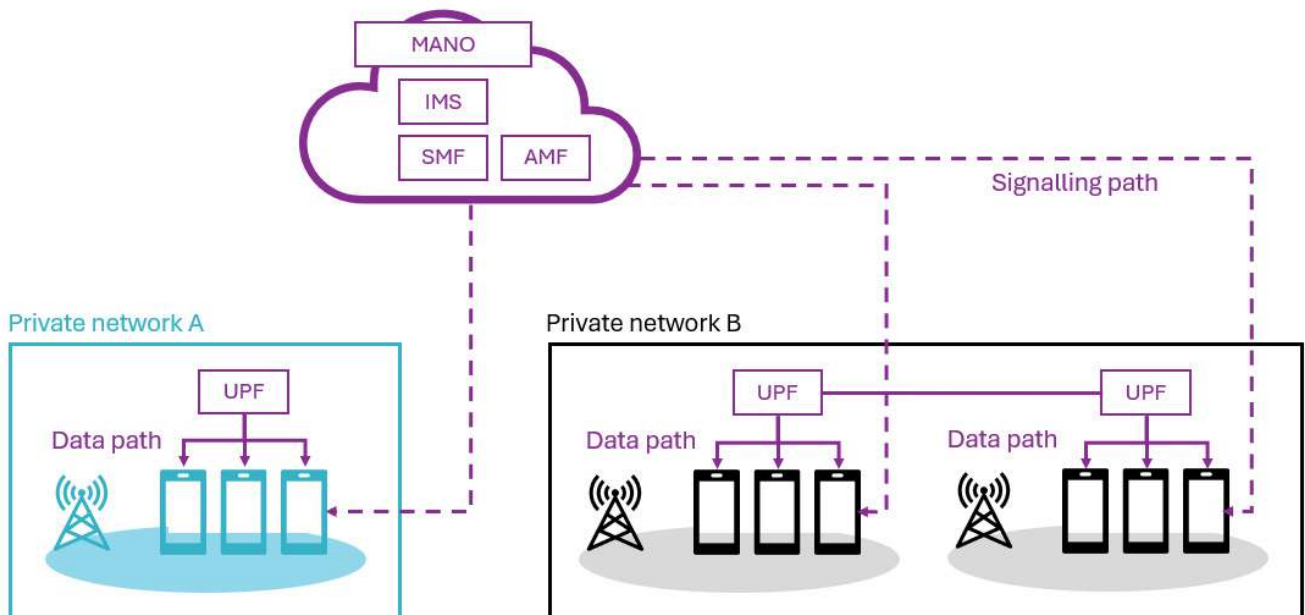 MANO
IMS
SMF
AMF
Signalling path
Private network A
Private network B
UPF
UPF
UPF
Data path
Data path
Data path